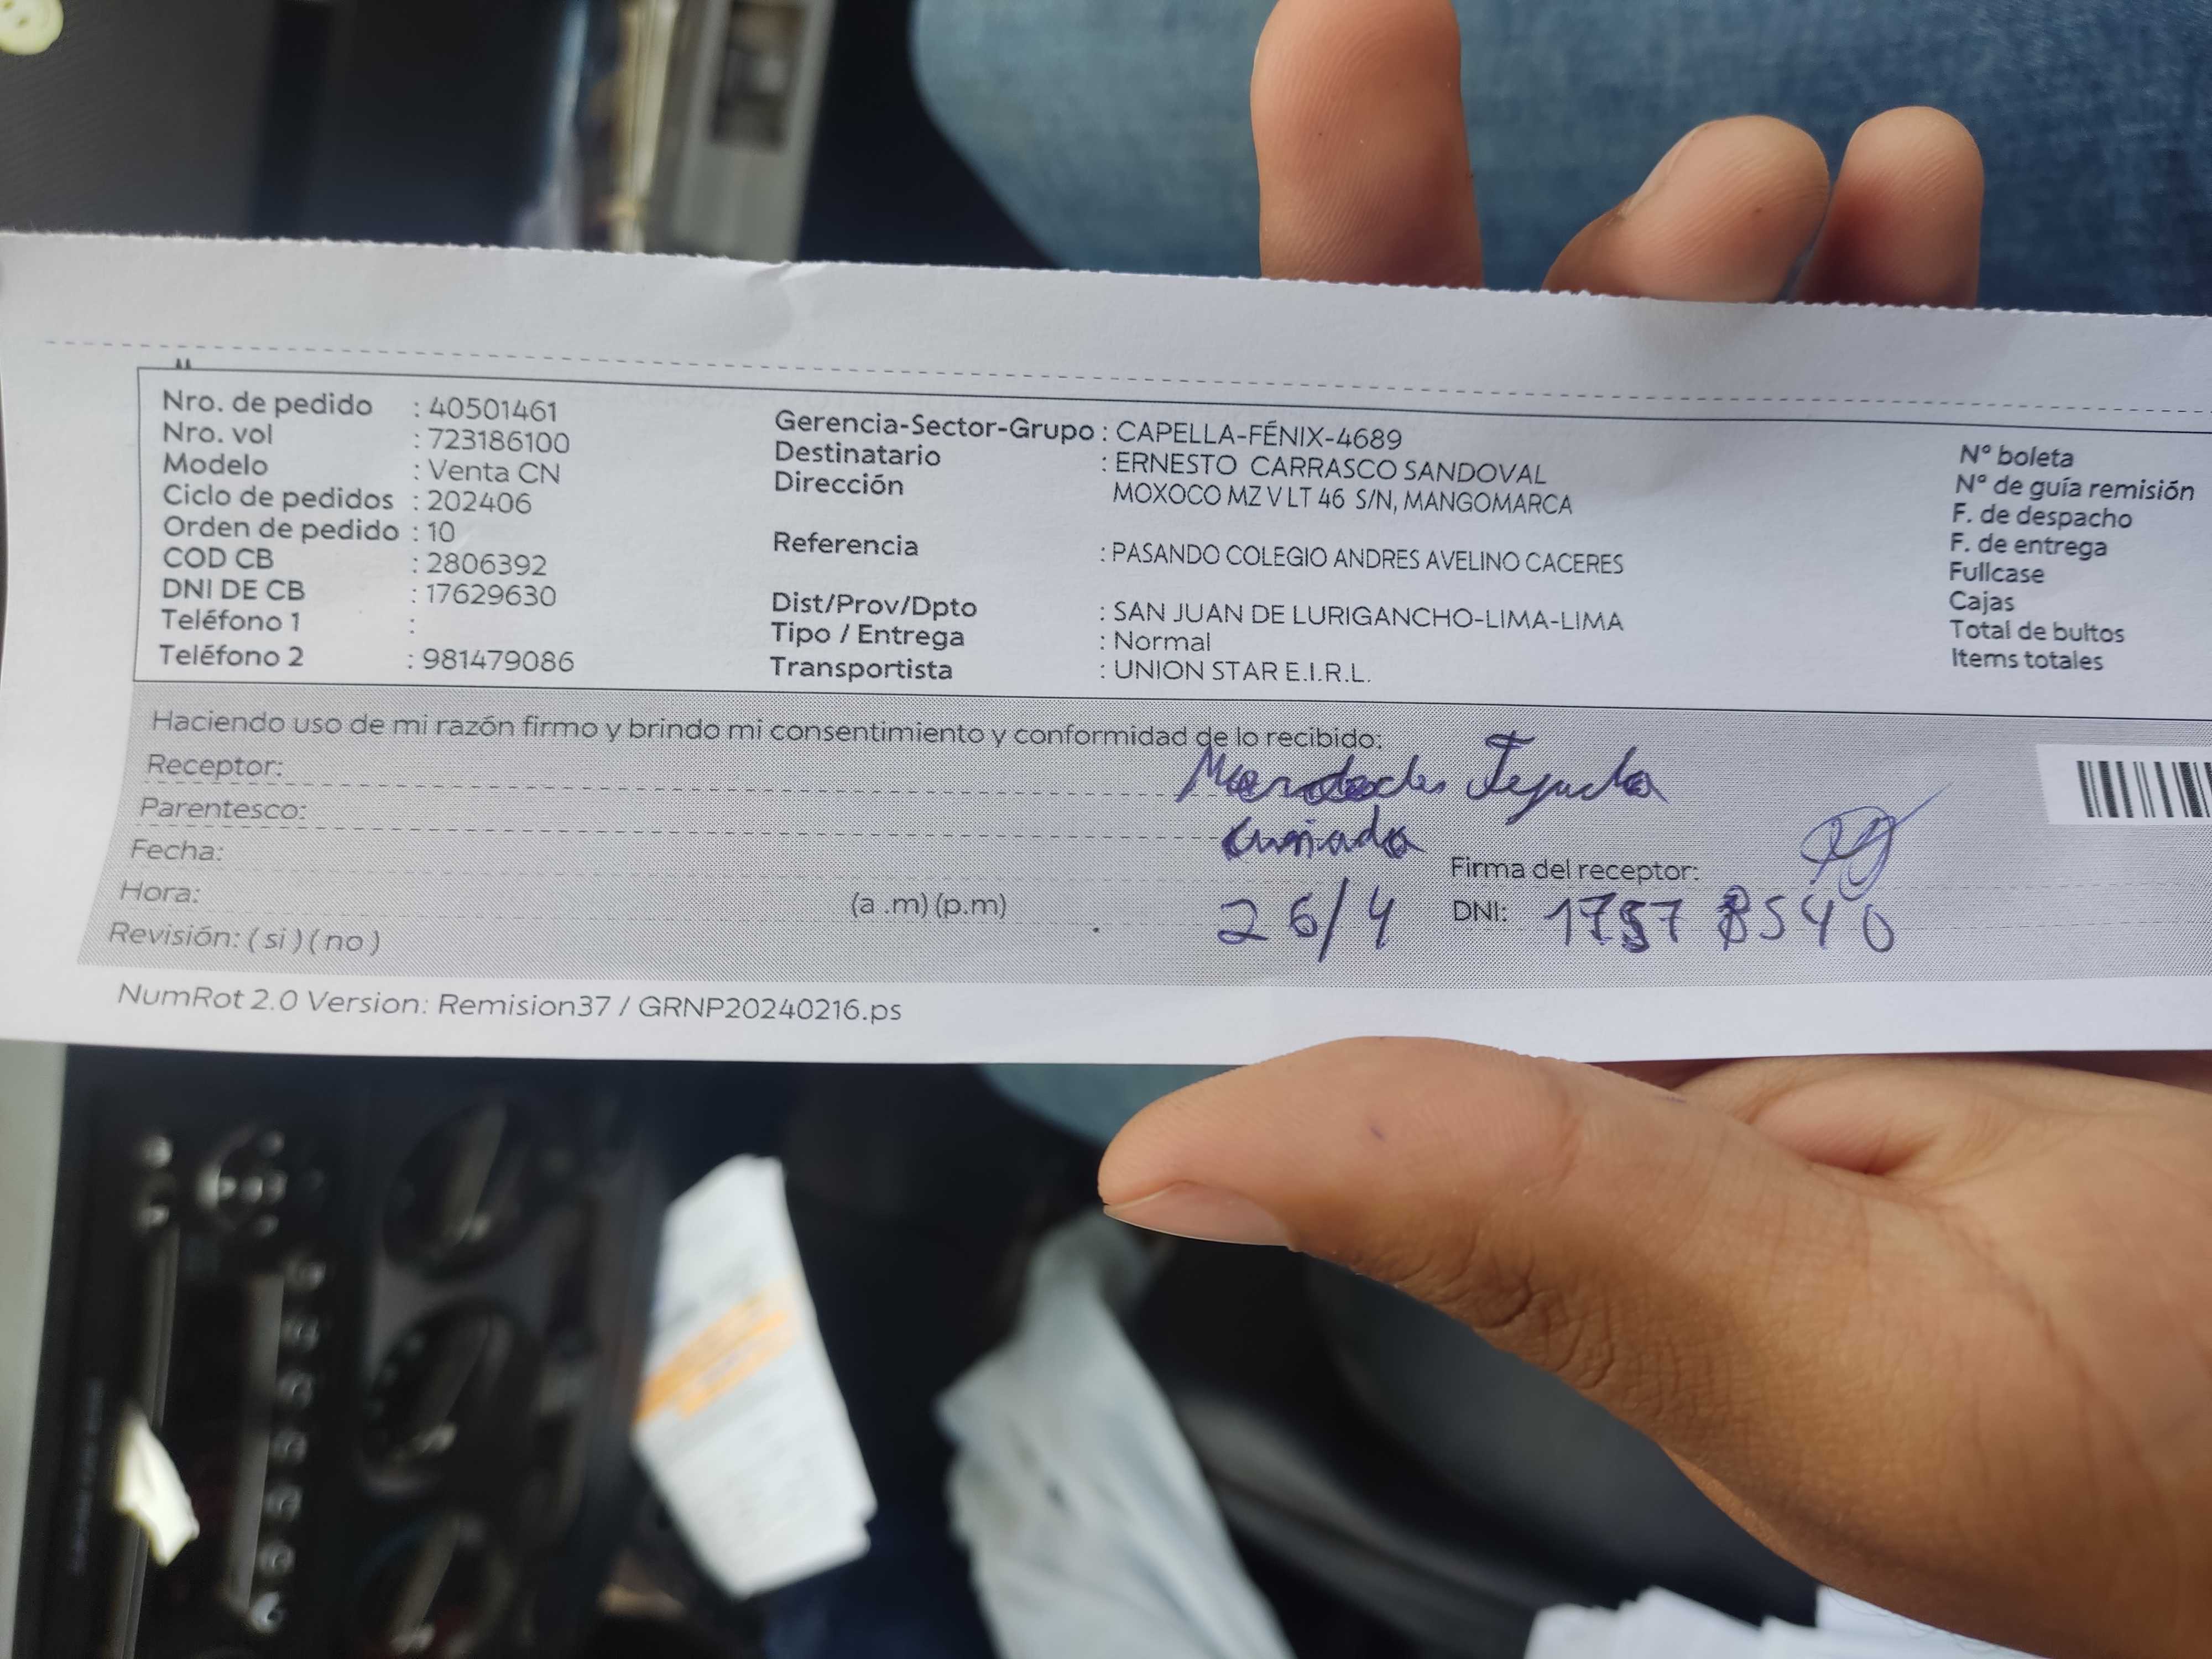 Nro. de pedido : 40501461
Nro. vol : 723186100
Modelo : Venta CN
Ciclo de pedidos : 202406
Orden de pedido : 10
COD CB : 2806392
DNI DE CB : 17629630
Teléfono 1 :
Teléfono 2 : 981479086
Gerencia-Sector-Grupo : CAPELLA-FÉNIX-4689
Destinatario : ERNESTO CARRASCO SANDOVAL
Dirección MOXOCO MZ V LT 46 S/N, MANGOMARCA
Referencia : PASANDO COLEGIO ANDRES AVELINO CACERES
Dist/Prov/Dpto : SAN JUAN DE LURIGANCHO-LIMA-LIMA
Tipo / Entrega : Normal
Transportista : UNION STAR E.I.R.L.
N° boleta
N° de guía remisión
F. de despacho
F. de entrega
Fullcase
Cajas
Total de bultos
Items totales
Haciendo uso de mi razón firmo y brindo mi consentimiento y conformidad de lo recibido:
Receptor:
Parentesco: cuñada
Fecha: 26/4
Firma del receptor:
Hora: (a .m) (p.m)
DNI:
Revisión: ( si ) ( no )
NumRot 2.0 Version: Remision37 / GRNP20240216.ps